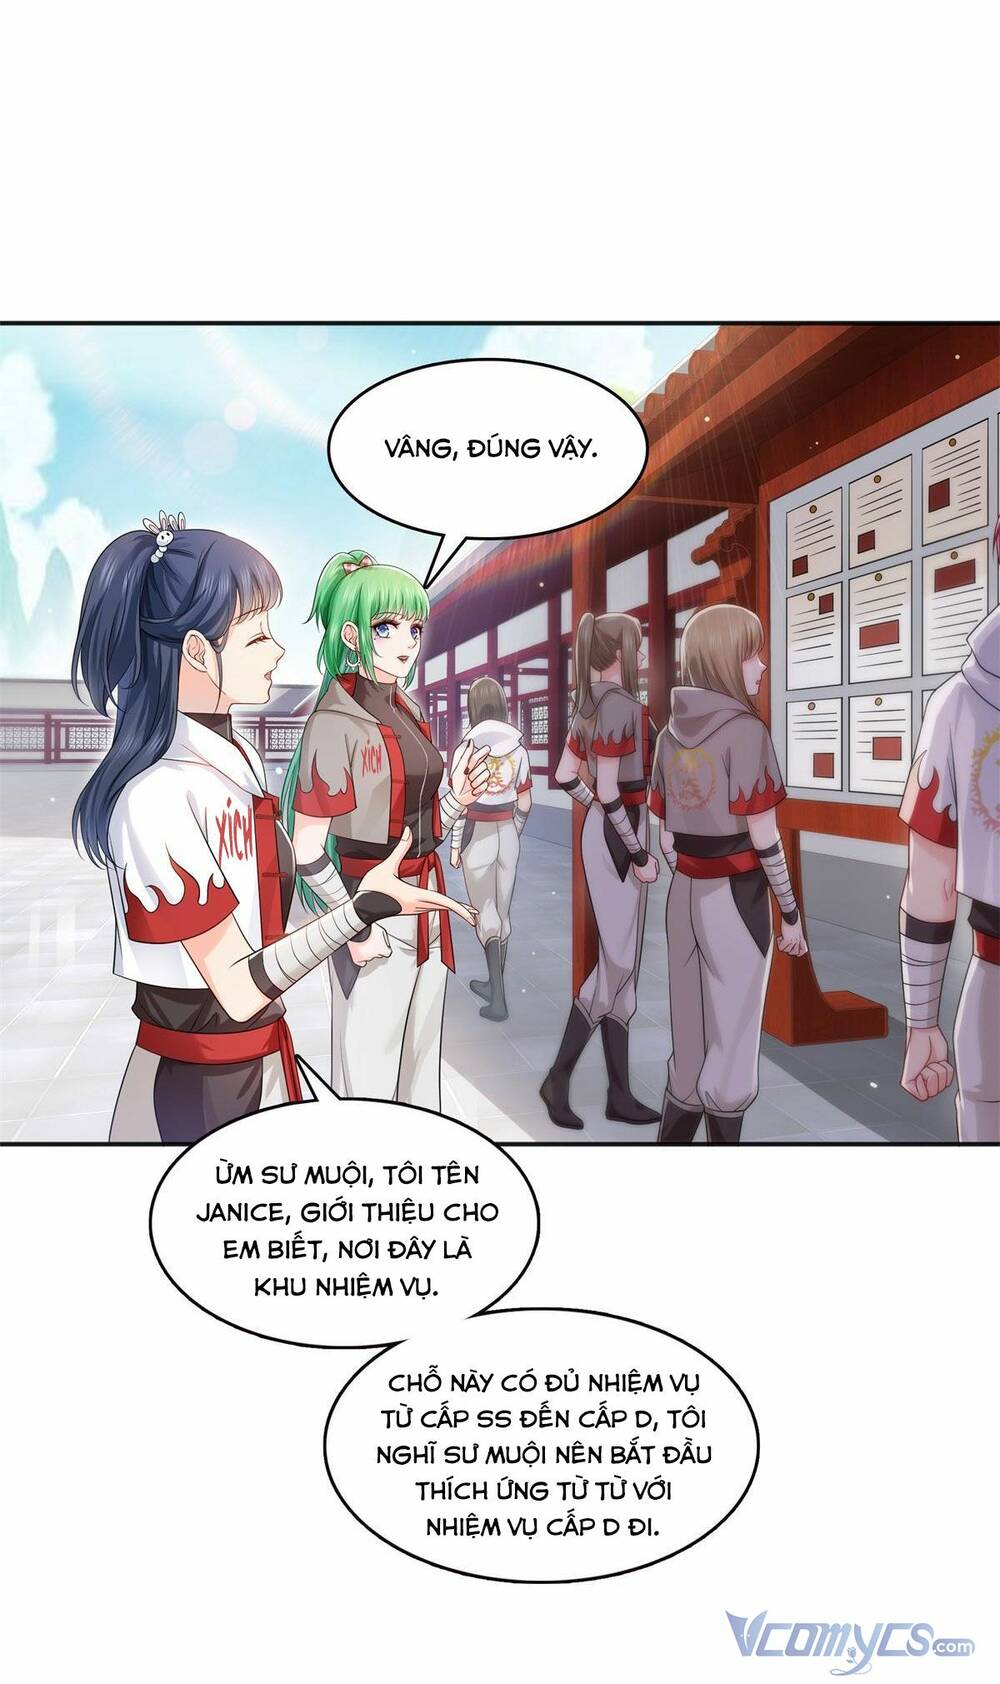 VÂNG, ĐÚNG VẬY.
XÍCH
XÍCH
ỪM SƯ MUỘI, TÔI TÊN
JANICE, GIỚI THIỆU CHO
EM BIẾT, NƠI ĐÂY LÀ
KHU NHIỆM VỤ.
CHỖ NÀY CÓ ĐỦ NHIỆM VỤ
TỪ CẤP SS ĐẾN CẤP D, TÔI
NGHĨ SƯ MUỘI NÊN BẮT ĐẦU
THÍCH ỨNG TỪ TỪ VỚI
NHIỆM VỤ CẤP D ĐI.
VCOMYCS.com